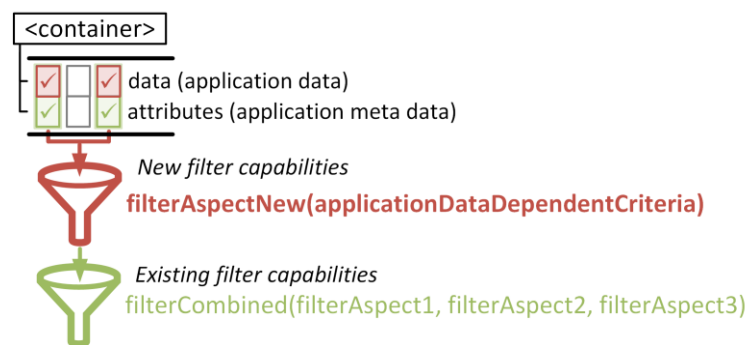 <container>
data (application data)
attributes (application meta data)
New filter capabilities
filterAspectNew(applicationDataDependentCriteria)
Existing filter capabilities
filterCombined(filterAspect1, filterAspect2, filterAspect3)